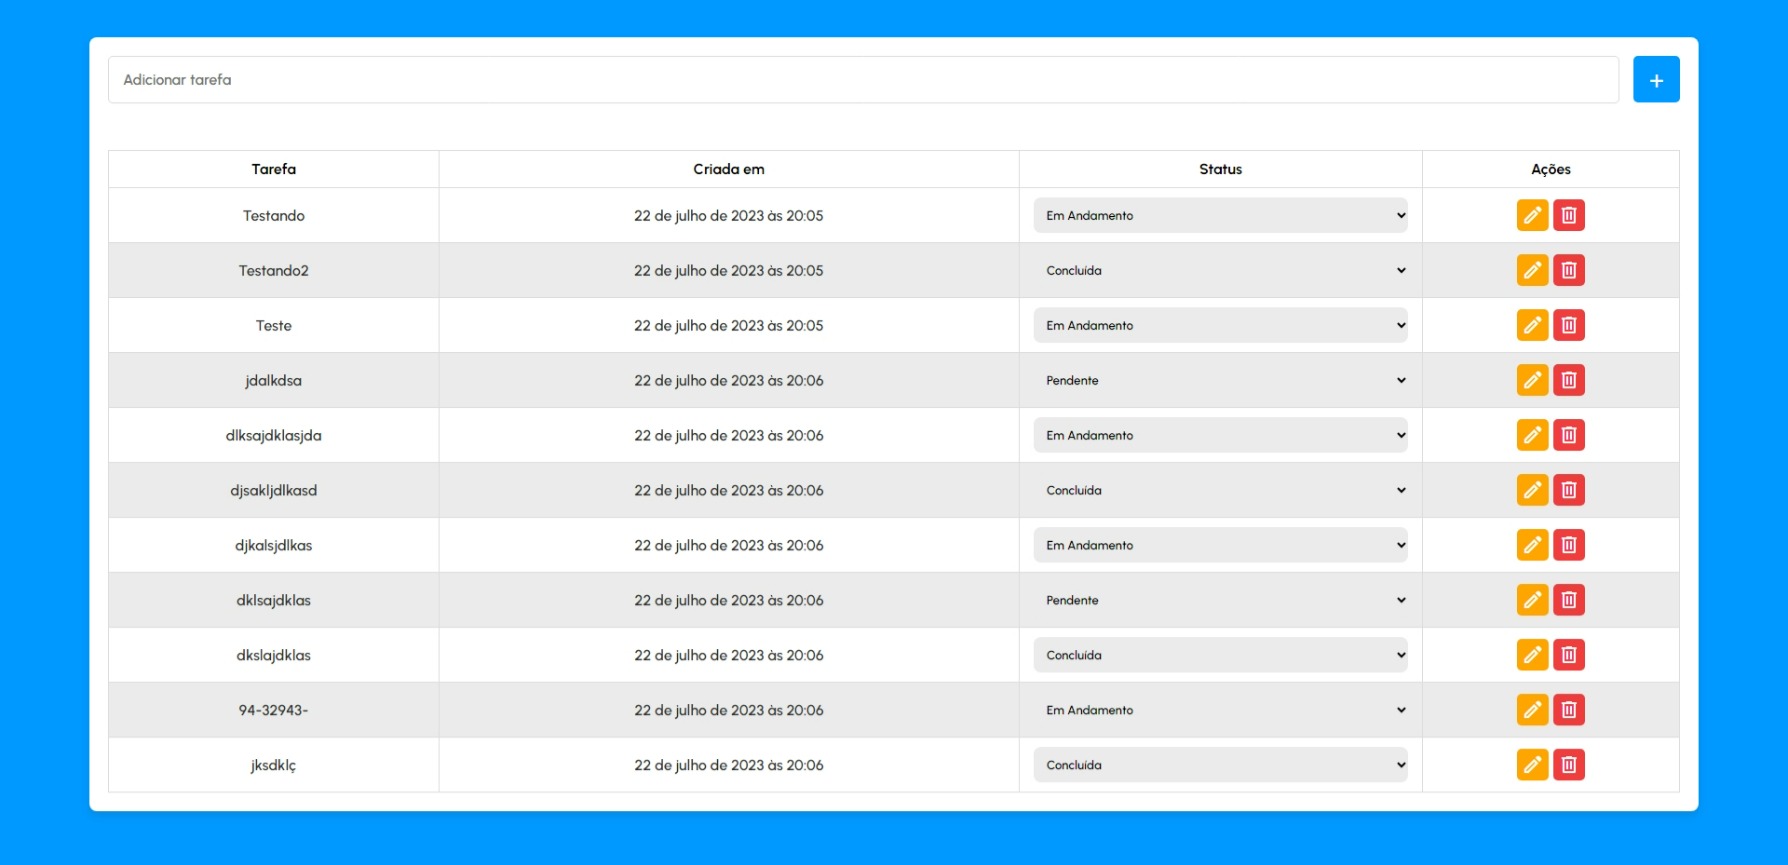 Adicionar tarefa +
Tarefa Criada em Status Ações
Testando 22 de julho de 2023 às 20:05 Em Andamento
Testando2 22 de julho de 2023 às 20:05 Concluída
Teste 22 de julho de 2023 às 20:05 Em Andamento
jdalkdsa 22 de julho de 2023 às 20:06 Pendente
dlksajdklasjda 22 de julho de 2023 às 20:06 Em Andamento
djsakljdlkasd 22 de julho de 2023 às 20:06 Concluída
djkalsjdlkas 22 de julho de 2023 às 20:06 Em Andamento
dklsajdklas 22 de julho de 2023 às 20:06 Pendente
dkslajdklas 22 de julho de 2023 às 20:06 Concluída
94-32943- 22 de julho de 2023 às 20:06 Em Andamento
jksdklç 22 de julho de 2023 às 20:06 Concluída